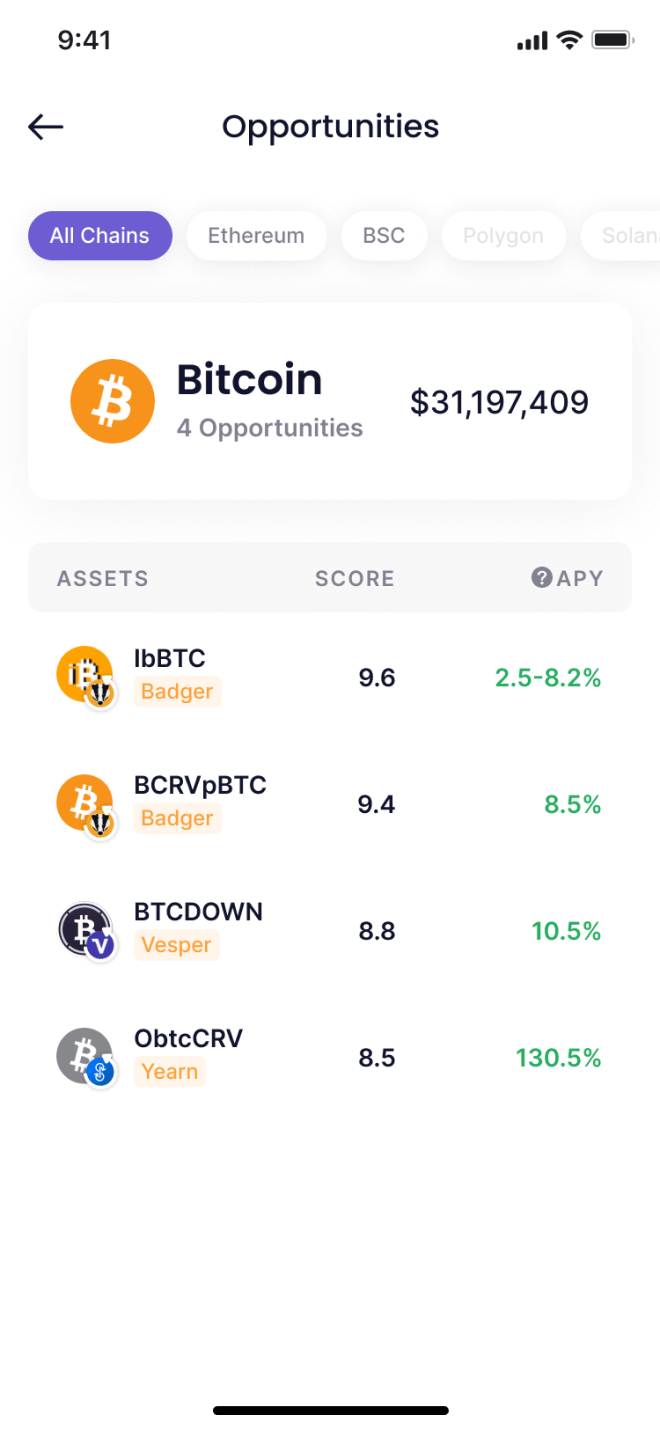 9:41
Opportunities
All Chains Ethereum BSC Polygon Solana
Bitcoin
4 Opportunities
$31,197,409
ASSETS SCORE ?APY
IbBTC
Badger
9.6 2.5-8.2%
BCRVpBTC
Badger
9.4 8.5%
BTCDOWN
Vesper
8.8 10.5%
ObtcCRV
Yearn
8.5 130.5%